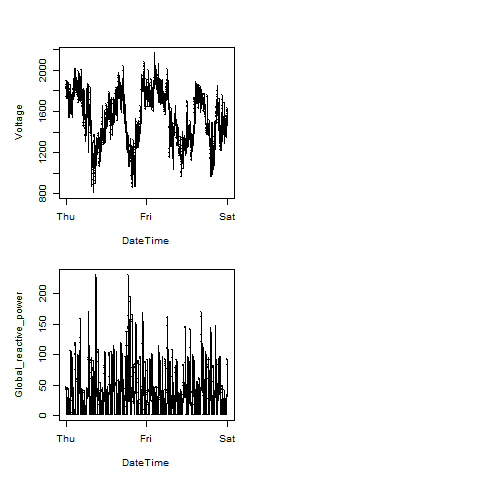 Voltage
2000
1600
1200
800
Thu
Fri
Sat
DateTime
Global_reactive_power
200
150
100
50
0
Thu
Fri
Sat
DateTime